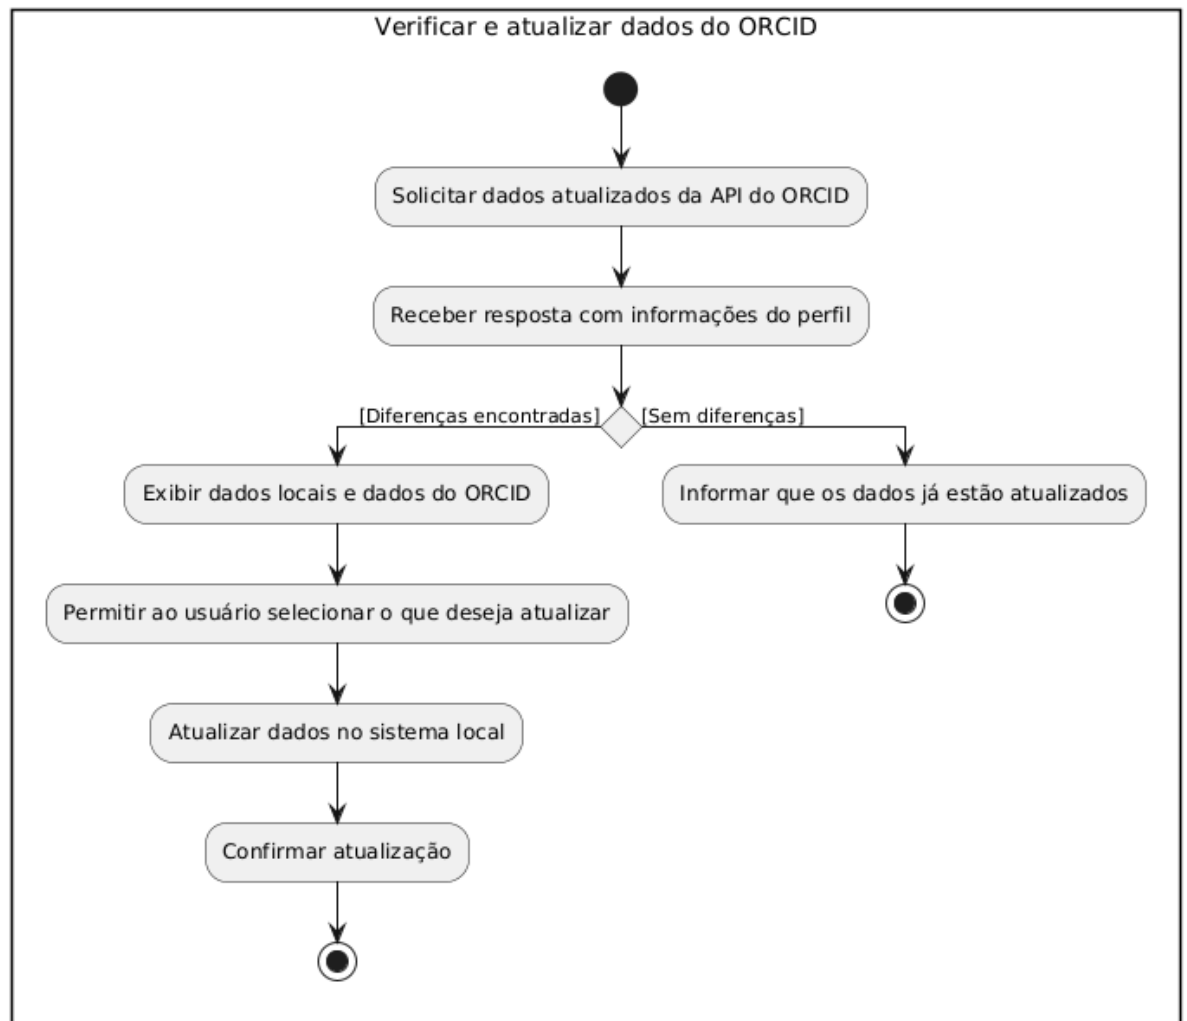 Verificar e atualizar dados do ORCID
Solicitar dados atualizados da API do ORCID
Receber resposta com informações do perfil
[Diferenças encontradas]
[Sem diferenças]
Exibir dados locais e dados do ORCID
Informar que os dados já estão atualizados
Permitir ao usuário selecionar o que deseja atualizar
Atualizar dados no sistema local
Confirmar atualização